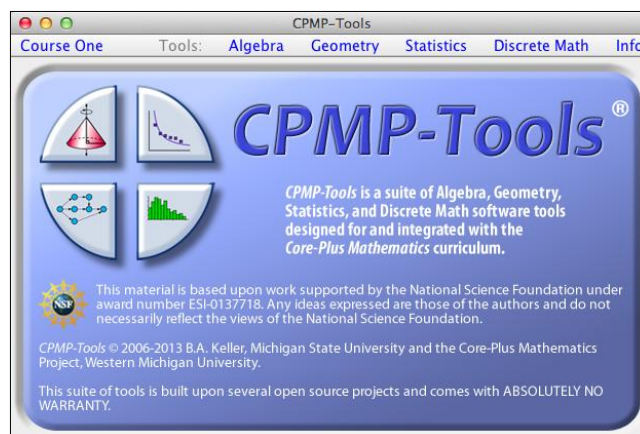 CPMP-Tools
Course One Tools: Algebra Geometry Statistics Discrete Math Info
CPMP-Tools®
CPMP-Tools is a suite of Algebra, Geometry,
Statistics, and Discrete Math software tools
designed for and integrated with the
Core-Plus Mathematics curriculum.
NSF
This material is based upon work supported by the National Science Foundation under
award number ESI-0137718. Any ideas expressed are those of the authors and do not
necessarily reflect the views of the National Science Foundation.
CPMP-Tools © 2006-2013 B.A. Keller, Michigan State University and the Core-Plus Mathematics
Project, Western Michigan University.
This suite of tools is built upon several open source projects and comes with ABSOLUTELY NO
WARRANTY.